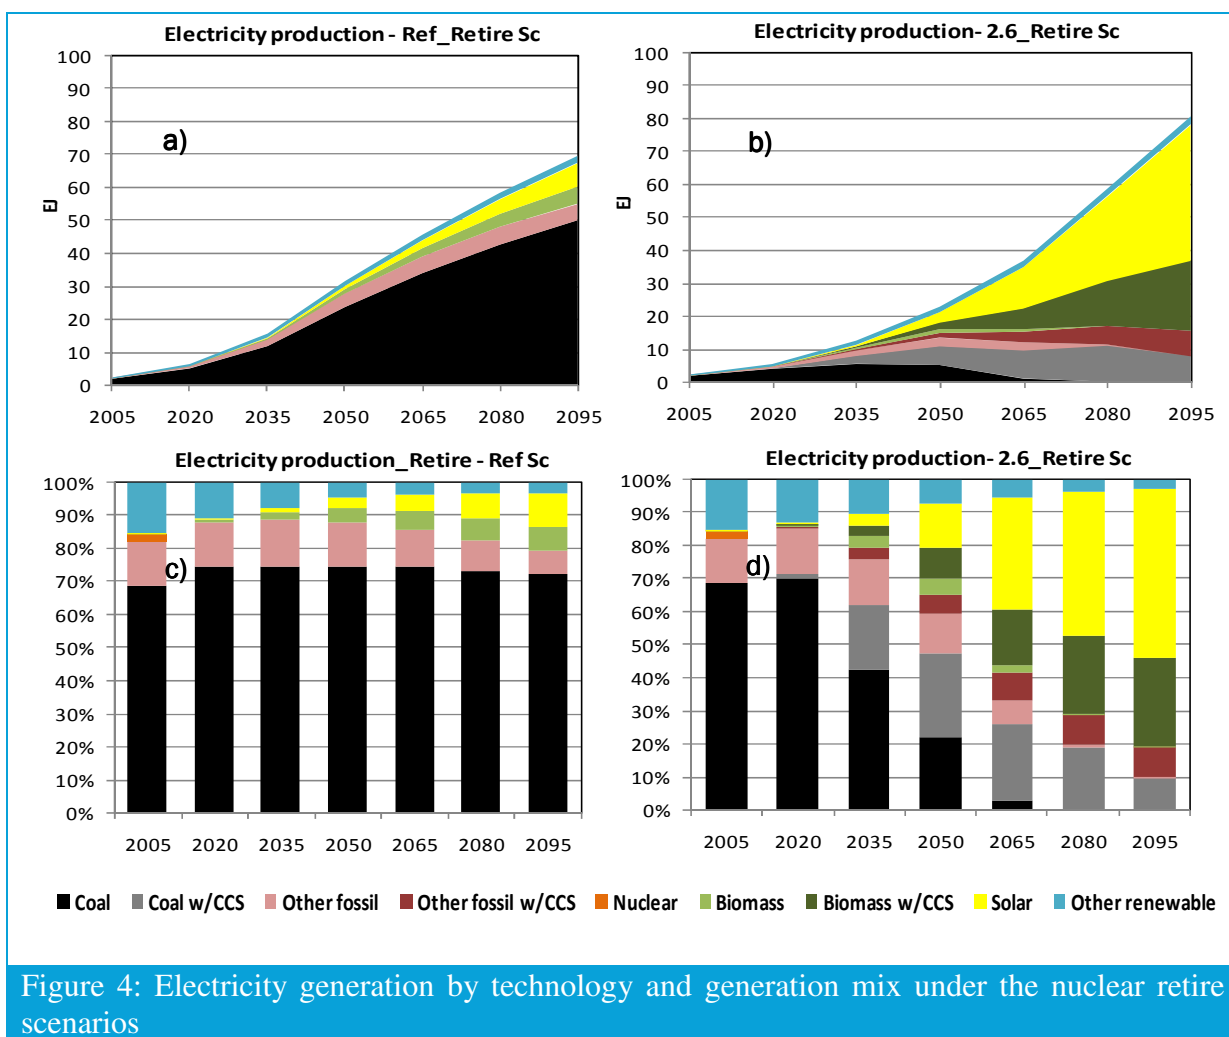 Electricity production - Ref_Retire Sc
100
90
80
70
60
50
40
30
20
10
0
EJ
a)
2005 2020 2035 2050 2065 2080 2095
Electricity production- 2.6_Retire Sc
100
90
80
70
60
50
40
30
20
10
0
EJ
b)
2005 2020 2035 2050 2065 2080 2095
Electricity production_Retire - Ref Sc
100%
90%
80%
70%
60%
50%
40%
30%
20%
10%
0%
c)
2005 2020 2035 2050 2065 2080 2095
Electricity production- 2.6_Retire Sc
100%
90%
80%
70%
60%
50%
40%
30%
20%
10%
0%
d)
2005 2020 2035 2050 2065 2080 2095
Coal Coal w/CCS Other fossil Other fossil w/CCS Nuclear Biomass Biomass w/CCS Solar Other renewable
Figure 4: Electricity generation by technology and generation mix under the nuclear retire
scenarios